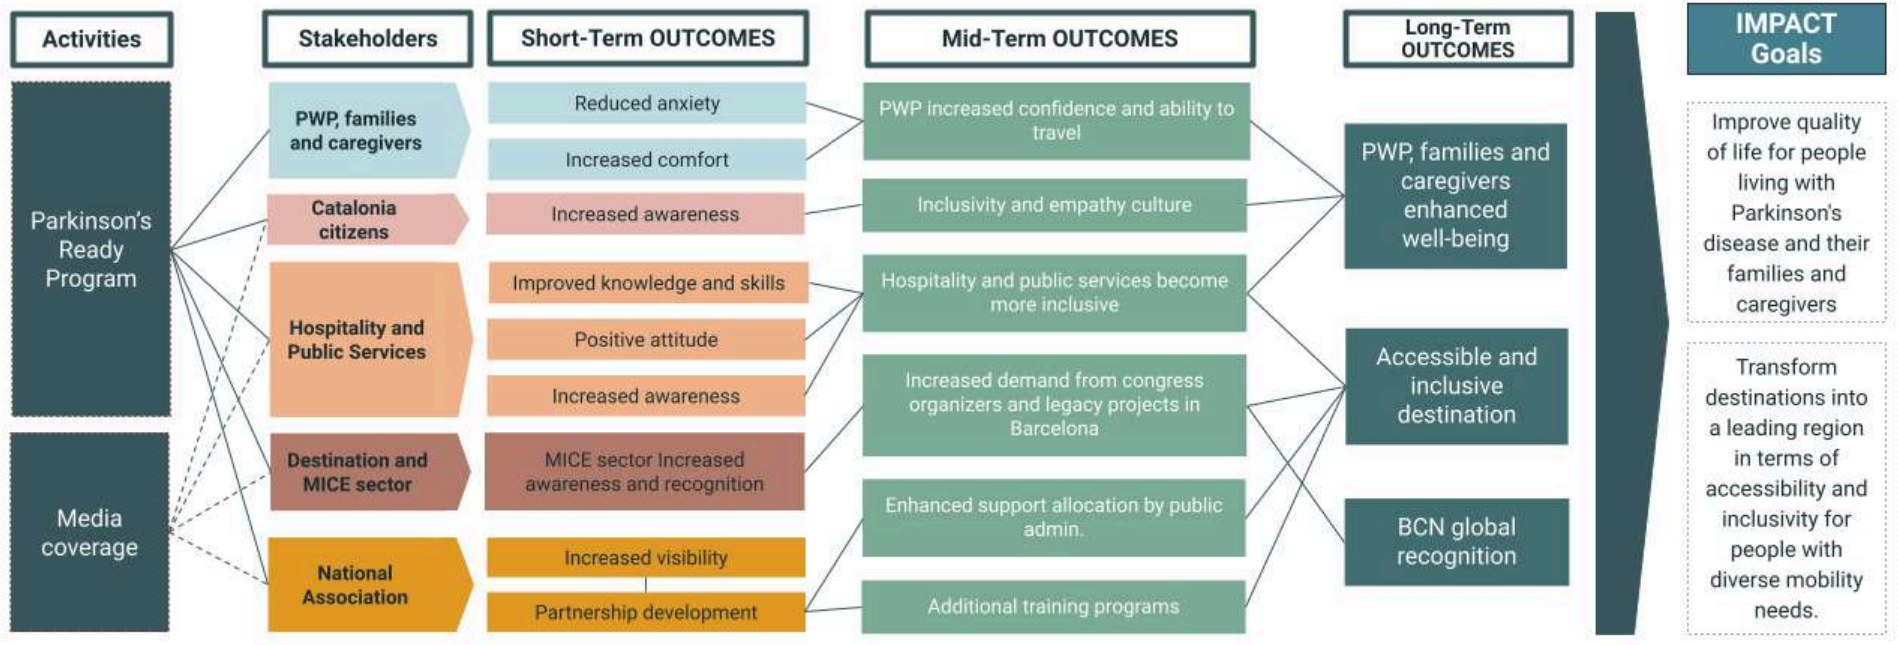 Activities
Stakeholders
Short-Term OUTCOMES
Mid-Term OUTCOMES
Long-Term
OUTCOMES
IMPACT
Goals
Parkinson's
Ready
Program
Media
coverage
PWP, families
and caregivers
Catalonia
citizens
Hospitality and
Public Services
Destination and
MICE sector
National
Association
Reduced anxiety
Increased comfort
Increased awareness
Improved knowledge and skills
Positive attitude
Increased awareness
MICE sector Increased
awareness and recognition
Increased visibility
Partnership development
PWP increased confidence and ability to
travel
Inclusivity and empathy culture
Hospitality and public services become
more inclusive
Increased demand from congress
organizers and legacy projects in
Barcelona
Enhanced support allocation by public
admin.
Additional training programs
PWP, families and
caregivers
enhanced
well-being
Accessible and
inclusive
destination
BCN global
recognition
Improve quality
of life for people
living with
Parkinson's
disease and their
families and
caregivers
Transform
destinations into
a leading region
in terms of
accessibility and
inclusivity for
people with
diverse mobility
needs.